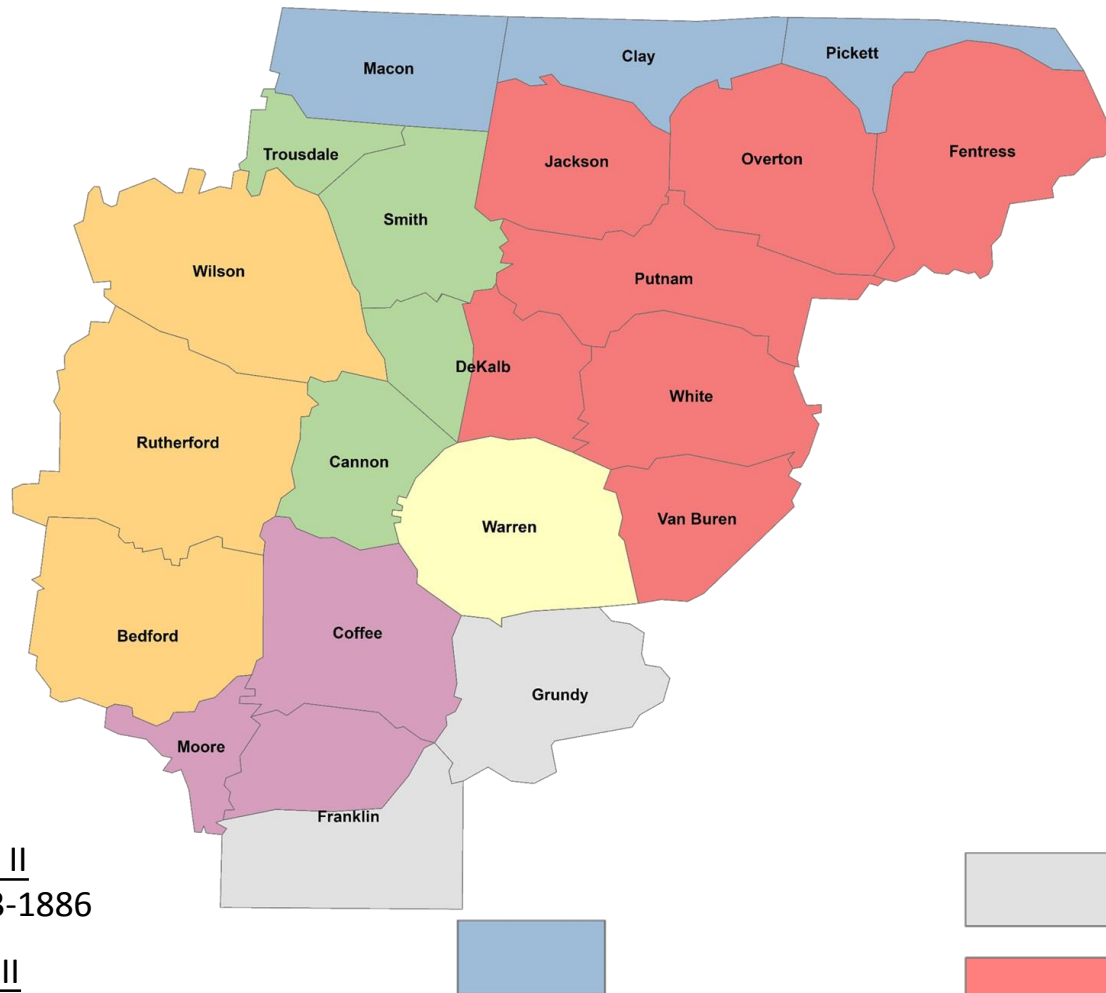 Macon
Clay
Pickett
Trousdale
Jackson
Overton
Fentress
Smith
Wilson
Putnam
DeKalb
White
Rutherford
Cannon
Van Buren
Warren
Bedford
Coffee
Grundy
Moore
Franklin
II
-1886
II